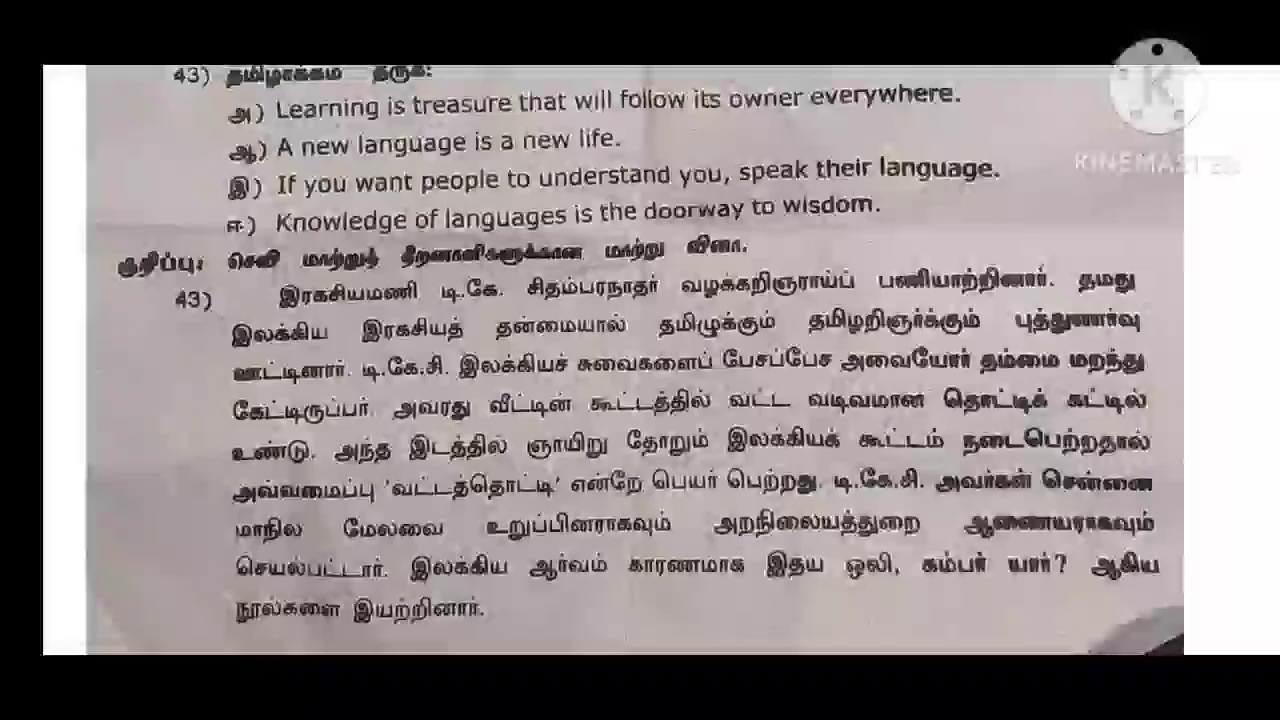 43) தமிழாக்கம் தருக:
அ) Learning is treasure that will follow its owner everywhere.
ஆ) A new language is a new life.
இ) If you want people to understand you, speak their language.
ஈ) Knowledge of languages is the doorway to wisdom.
குறிப்பு: செவி மாற்றுத் திறனாளிகளுக்கான மாற்று வினா.
43) இரகசியமணி டி.கே. சிதம்பரநாதர் வழக்கறிஞராய்ப் பணியாற்றினார். தமது
இலக்கிய இரகசியத் தன்மையால் தமிழுக்கும் தமிழறிஞர்க்கும் புத்துணர்வு
ஊட்டினார். டி.கே.சி. இலக்கியச் சுவைகளைப் பேசப்பேச அவையோர் தம்மை மறந்து
கேட்டிருப்பர். அவரது வீட்டின் கூட்டத்தில் வட்ட வடிவமான தொட்டிக் கட்டில்
உண்டு. அந்த இடத்தில் ஞாயிறு தோறும் இலக்கியக் கூட்டம் நடைபெற்றதால்
அவ்வமைப்பு 'வட்டத்தொட்டி' என்றே பெயர் பெற்றது. டி.கே.சி. அவர்கள் சென்னை
மாநில மேலவை உறுப்பினராகவும் அறநிலையத்துறை ஆணையராகவும்
செயல்பட்டார். இலக்கிய ஆர்வம் காரணமாக இதய ஒலி, கம்பர் யார்? ஆகிய
நூல்களை இயற்றினார்.
KINEMASTER